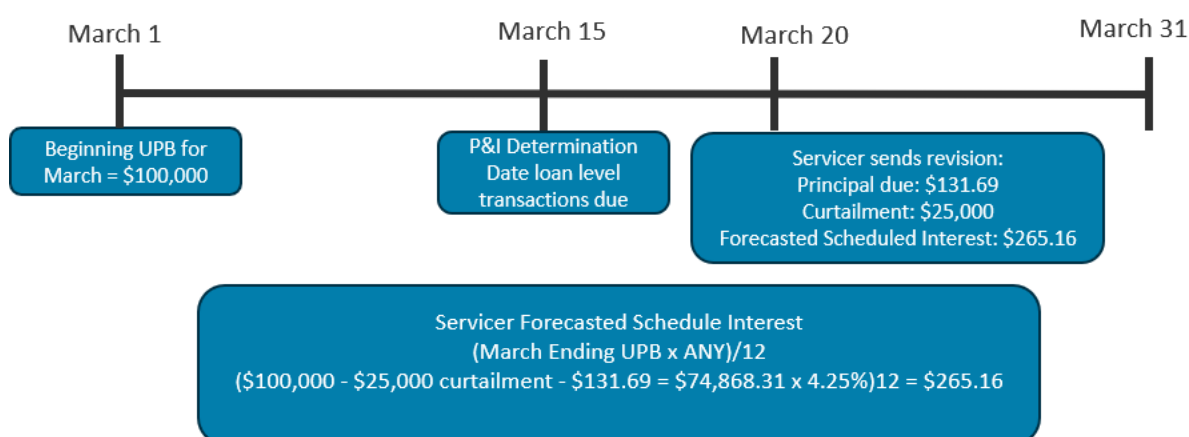 March 1
March 15
March 20
March 31
Beginning UPB for
March = $100,000
P&I Determination
Date loan level
transactions due
Servicer sends revision:
Principal due: $131.69
Curtailment: $25,000
Forecasted Scheduled Interest: $265.16
Servicer Forecasted Schedule Interest
(March Ending UPB x ANY)/12
($100,000 - $25,000 curtailment - $131.69 = $74,868.31 x 4.25%)12 = $265.16